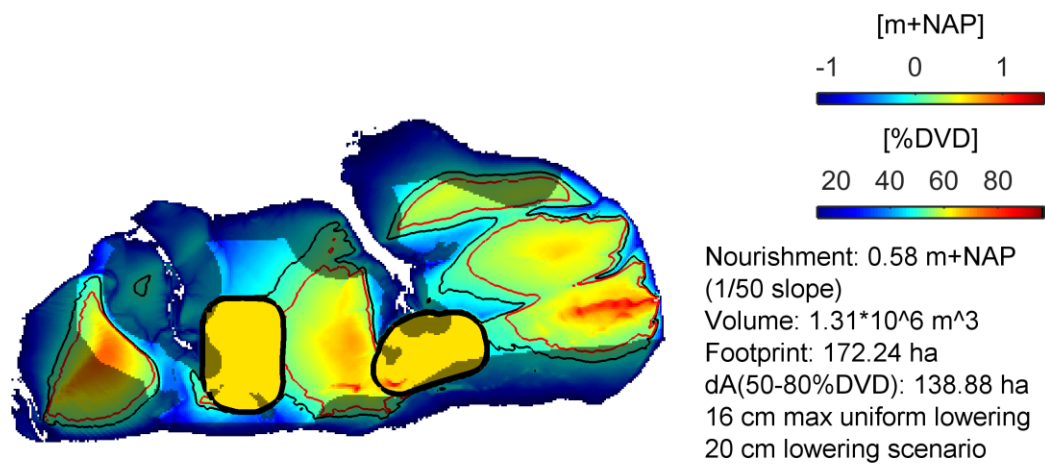 [m+NAP]
-1 0 1
[%DVD]
20 40 60 80
Nourishment: 0.58 m+NAP
(1/50 slope)
Volume: 1.31*10^6 m^3
Footprint: 172.24 ha
dA(50-80%DVD): 138.88 ha
16 cm max uniform lowering
20 cm lowering scenario